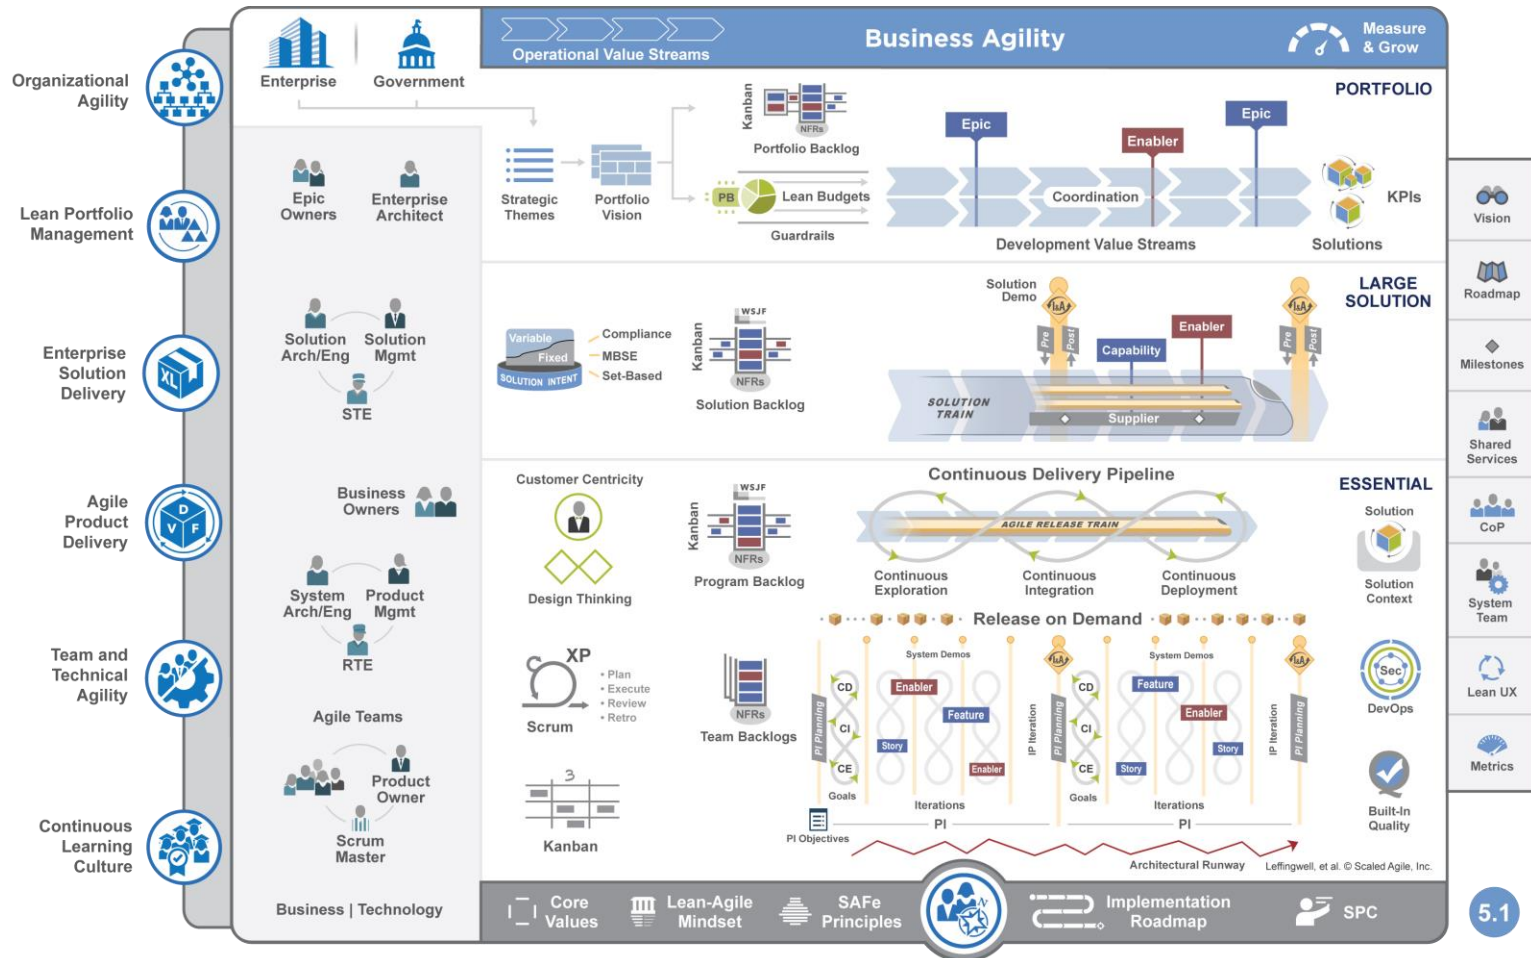 Organizational
Agility
Lean Portfolio
Management
Enterprise
Solution
Delivery
XL
Agile
Product
Delivery
D
V
F
Team and
Technical
Agility
Continuous
Learning
Culture
Enterprise
Government
Operational Value Streams
Business Agility
Measure
& Grow
Epic
Owners
Enterprise
Architect
Solution
Arch/Eng
Solution
Mgmt
STE
Business
Owners
System
Arch/Eng
Product
Mgmt
RTE
Agile Teams
Product
Owner
Scrum
Master
Business | Technology
PORTFOLIO
Strategic
Themes
Portfolio
Vision
Kanban
NFRs
Portfolio Backlog
PB
Lean Budgets
Guardrails
Epic
Enabler
Epic
Coordination
Development Value Streams
KPIs
Solutions
LARGE
SOLUTION
Variable
Fixed
SOLUTION INTENT
Compliance
MBSE
Set-Based
Kanban
WSJF
NFRs
Solution Backlog
Solution
Demo
I&A
Pre
Post
Capability
Enabler
I&A
Pre
Post
SOLUTION
TRAIN
Supplier
ESSENTIAL
Customer Centricity
Design Thinking
Kanban
WSJF
NFRs
Program Backlog
Continuous Delivery Pipeline
AGILE RELEASE TRAIN
Continuous
Exploration
Continuous
Integration
Continuous
Deployment
Solution
Solution
Context
Release on Demand
XP
Scrum
• Plan
• Execute
• Review
• Retro
NFRs
Team Backlogs
3
Kanban
System Demos
I&A
System Demos
I&A
PI Planning
CD
CI
CE
Goals
Enabler
Feature
Story
Enabler
Iterations
IP Iteration
PI Planning
CD
CI
CE
Goals
Feature
Enabler
Story
Story
Iterations
IP Iteration
PI Planning
PI Objectives
PI
PI
Architectural Runway
Sec
DevOps
Built-In
Quality
Leffingwell, et al. © Scaled Agile, Inc.
Core
Values
Lean-Agile
Mindset
SAFe
Principles
N
Implementation
Roadmap
SPC
Vision
Roadmap
Milestones
Shared
Services
CoP
System
Team
Lean UX
Metrics
5.1